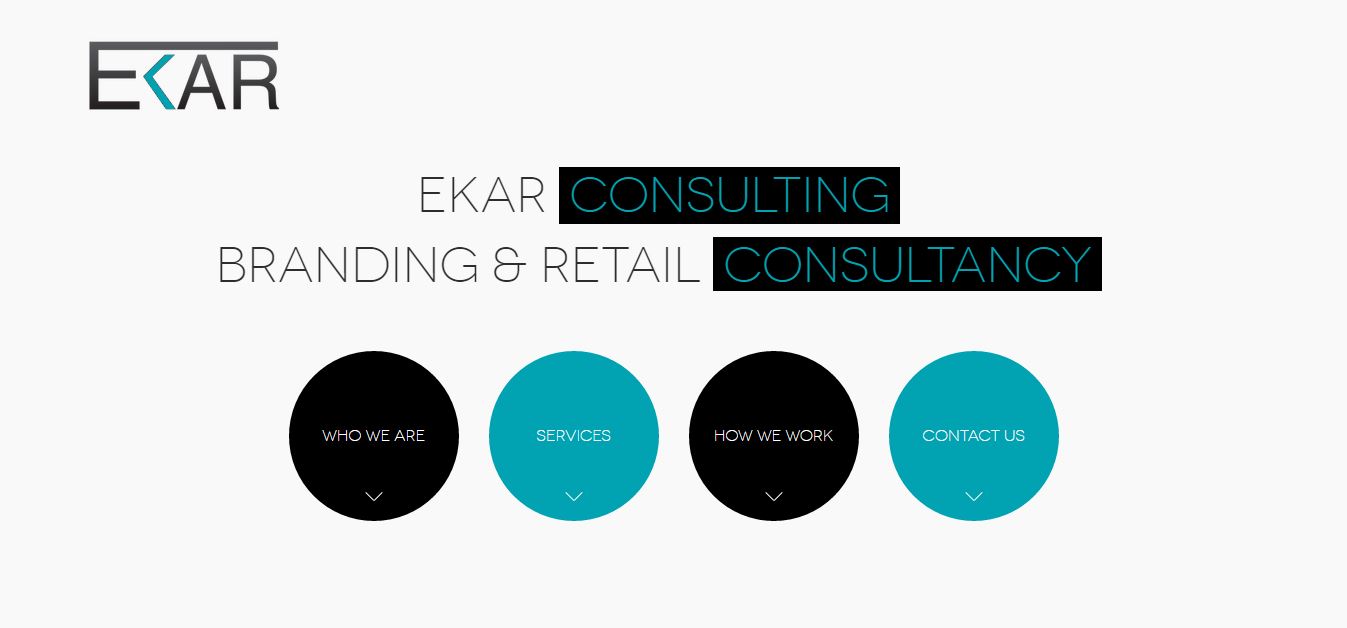 EKAR
EKAR CONSULTING
BRANDING & RETAIL CONSULTANCY
WHO WE ARE
SERVICES
HOW WE WORK
CONTACT US